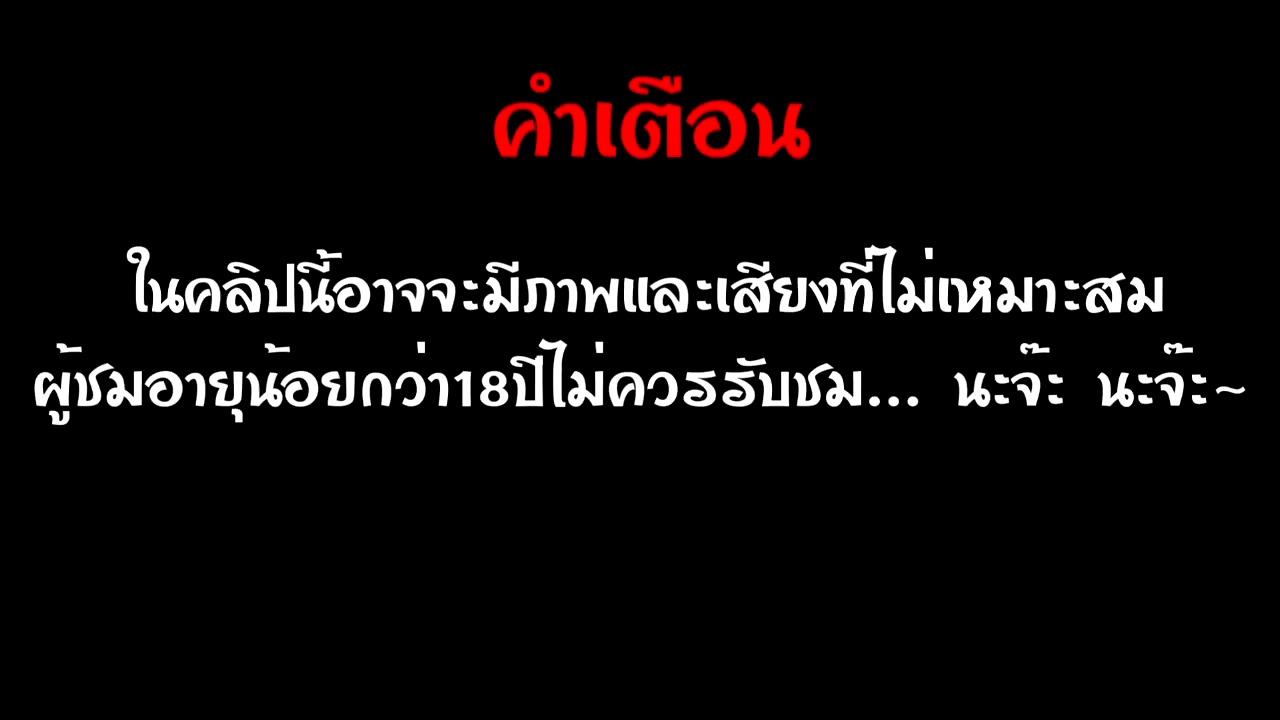 คำเตือน
ในคลิปนี้อาจจะมีภาพและเสียงที่ไม่เหมาะสม
ผู้ชมอายุน้อยกว่า18ปีไม่ควรรับชม... นะจ๊ะ นะจ๊ะ~